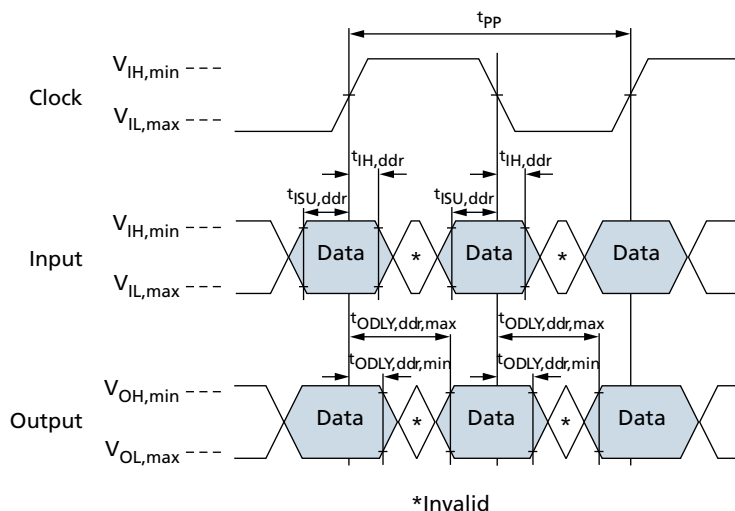 tPP
VIH,min
Clock
VIL,max
tIH,ddr tIH,ddr
tISU,ddr tISU,ddr
VIH,min
Input Data * Data * Data
VIL,max
tODLY,ddr,max tODLY,ddr,max
tODLY,ddr,min tODLY,ddr,min
VOH,min
Output Data * Data * Data
VOL,max
*Invalid